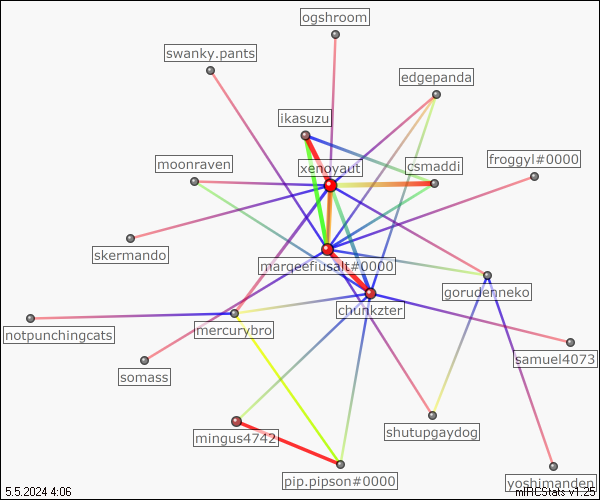 ogshroom
swanky.pants
edgepanda
ikasuzu
moonraven
xenoyaut
csmaddi
froggyl#0000
skermando
marqeefiusalt#0000
gorudenneko
chunkzter
notpunchingcats
mercurybro
samuel4073
somass
mingus4742
shutupgaydog
pip.pipson#0000
yoshimanden
5.5.2024 4:06
mIRCStats v1.25